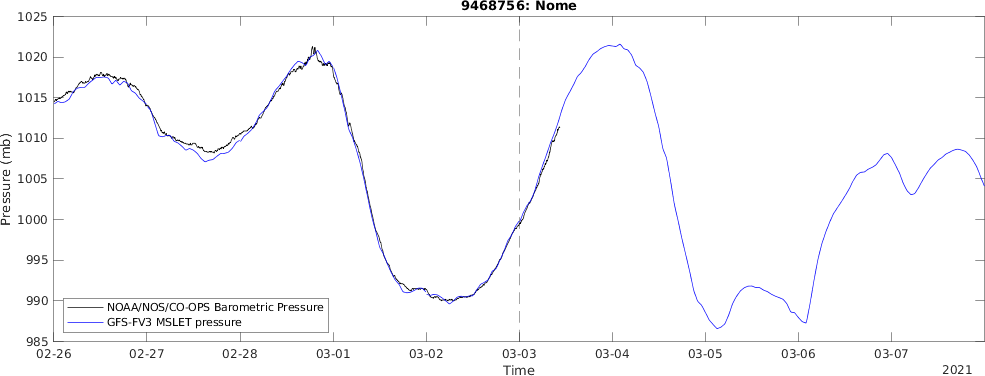 9468756: Nome
1025
1020
1015
1010
1005
1000
995
990
985
Pressure (mb)
NOAA/NOS/CO-OPS Barometric Pressure
GFS-FV3 MSLET pressure
02-26 02-27 02-28 03-01 03-02 03-03 03-04 03-05 03-06 03-07
Time
2021